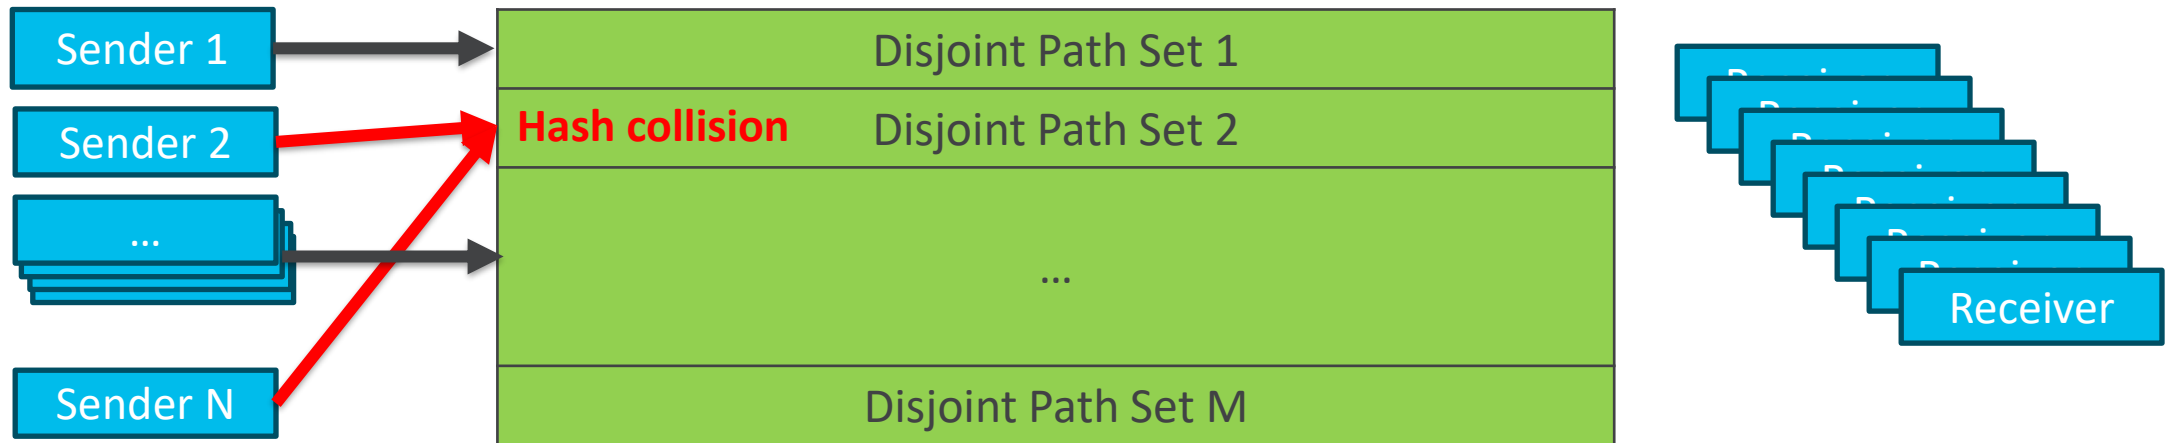 Sender 1
Disjoint Path Set 1
Sender 2
Hash collision
Disjoint Path Set 2
...
...
Sender N
Disjoint Path Set M
Receiver